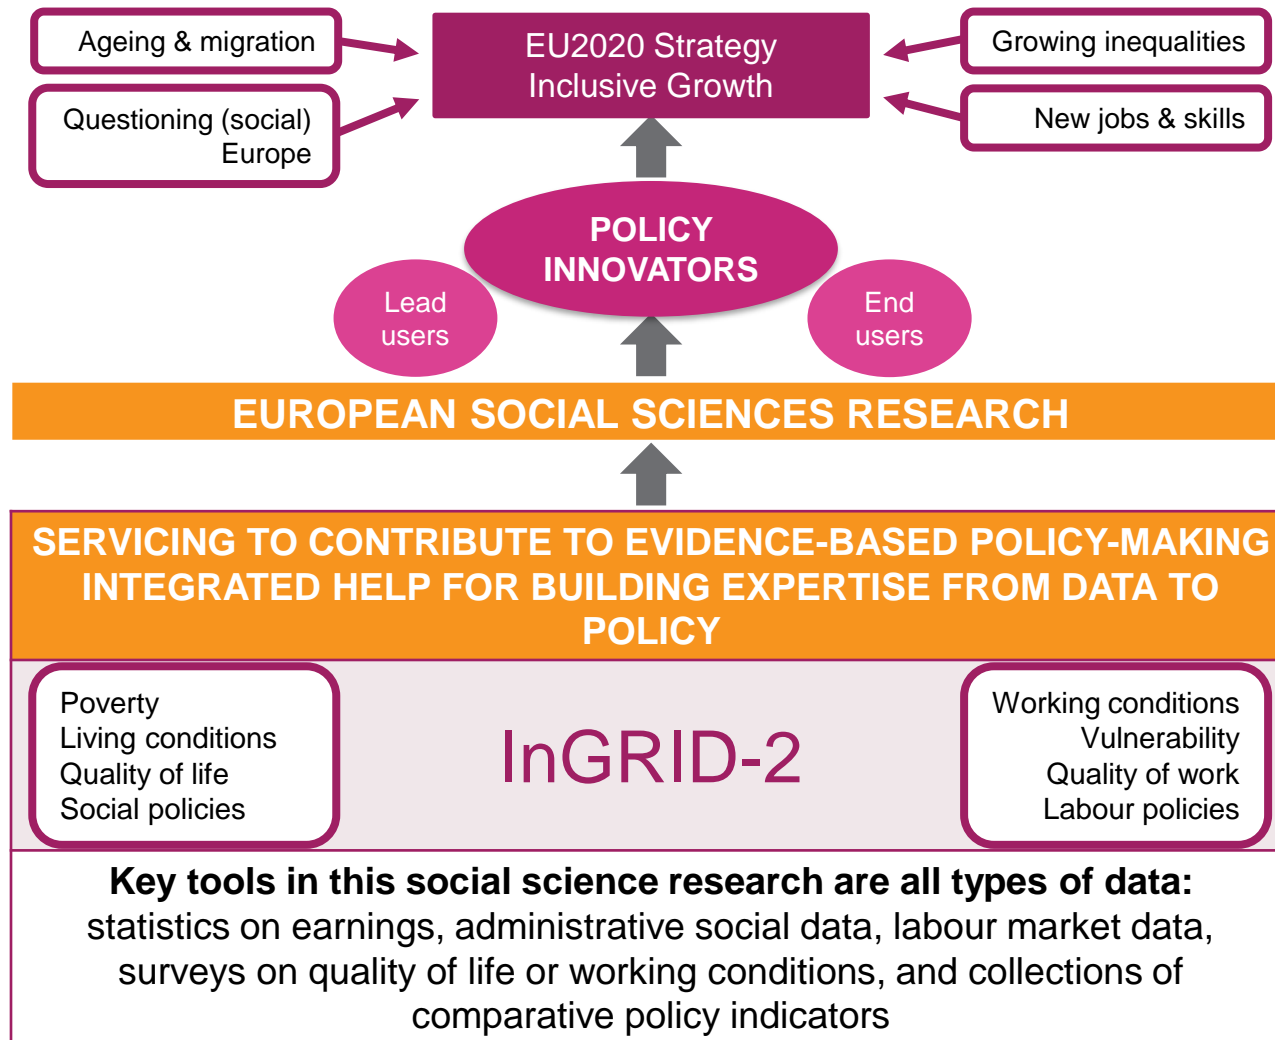 Ageing & migration
Questioning (social)
Europe
EU2020 Strategy
Inclusive Growth
Growing inequalities
New jobs & skills
POLICY
INNOVATORS
Lead
users
End
users
EUROPEAN SOCIAL SCIENCES RESEARCH
SERVICING TO CONTRIBUTE TO EVIDENCE-BASED POLICY-MAKING
INTEGRATED HELP FOR BUILDING EXPERTISE FROM DATA TO
POLICY
Poverty
Living conditions
Quality of life
Social policies
InGRID-2
Working conditions
Vulnerability
Quality of work
Labour policies
Key tools in this social science research are all types of data:
statistics on earnings, administrative social data, labour market data,
surveys on quality of life or working conditions, and collections of
comparative policy indicators